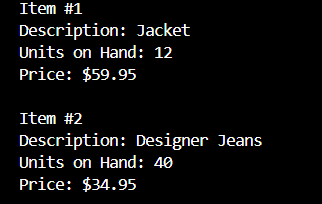 Item #1
Description: Jacket
Units on Hand: 12
Price: $59.95
Item #2
Description: Designer Jeans
Units on Hand: 40
Price: $34.95